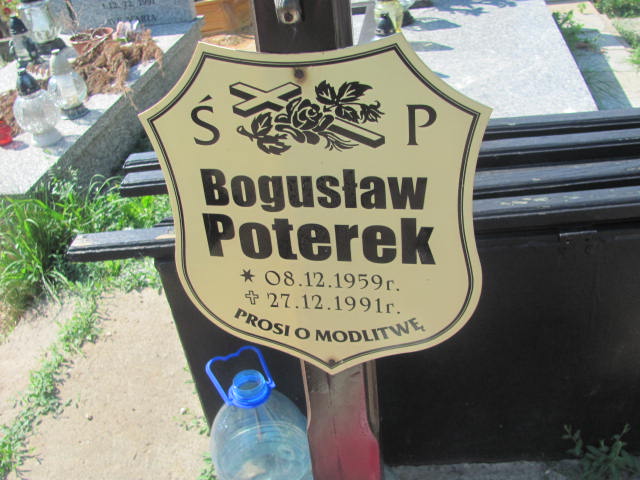 Ś P
Bogusław
Poterek
* 08.12.1959r.
✝ 27.12.1991r.
PROSI O MODLITWĘ